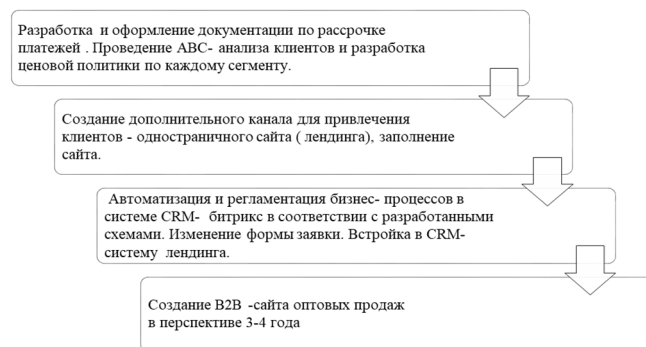 Разработка и оформление документации по рассрочке
платежей . Проведение АВС- анализа клиентов и разработка
ценовой политики по каждому сегменту.
Создание дополнительного канала для привлечения
клиентов - одностраничного сайта ( лендинга), заполнение
сайта.
Автоматизация и регламентация бизнес- процессов в
системе CRM- битрикс в соответствии с разработанными
схемами. Изменение формы заявки. Встройка в CRM-
систему лендинга.
Создание B2B -сайта оптовых продаж
в перспективе 3-4 года